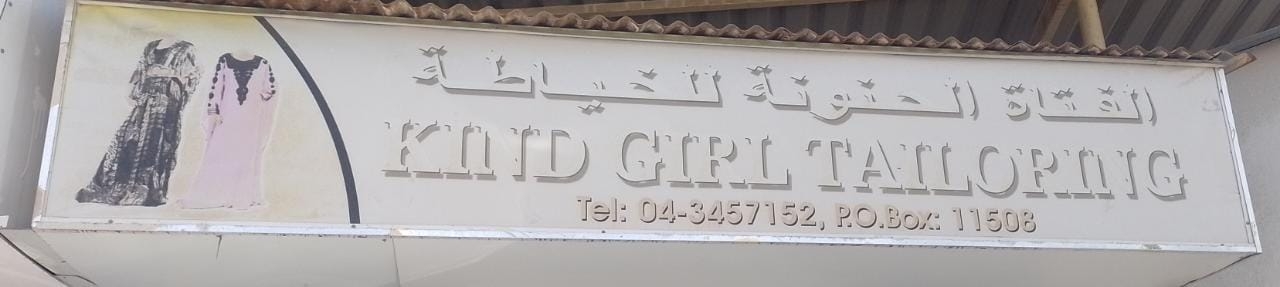 الفتاة الحنونة للخياطة
KIND GIRL TAILORING
Tel: 04-3457152, P.O.Box: 11508